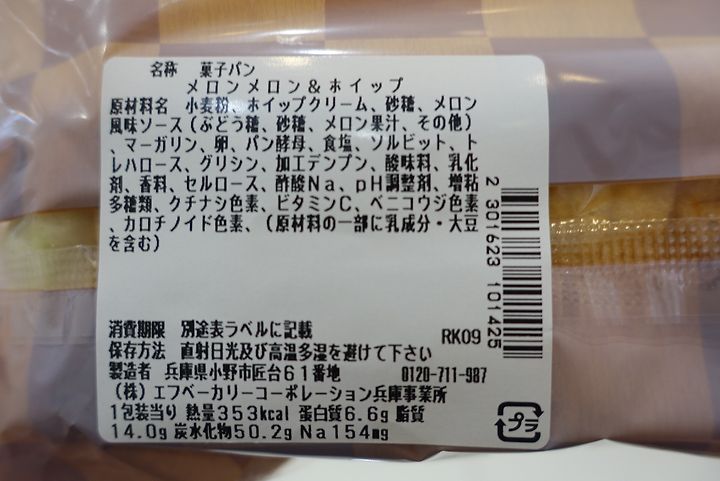 名称 菓子パン
メロンメロン＆ホイップ
原材料名 小麦粉、ホイップクリーム、砂糖、メロン
風味ソース（ぶどう糖、砂糖、メロン果汁、その他）
、マーガリン、卵、パン酵母、食塩、ソルビット、ト
レハロース、グリシン、加工デンプン、酸味料、乳化
剤、香料、セルロース、酢酸Na、pH調整剤、増粘
多糖類、クチナシ色素、ビタミンC、ベニコウジ色素
、カロチノイド色素、（原材料の一部に乳成分・大豆
を含む）
2 301623 101425
消費期限 別途表ラベルに記載
RK09
保存方法 直射日光及び高温多湿を避けて下さい
製造者 兵庫県小野市匠台61番地 0120-711-987
（株）エフベーカリーコーポレーション兵庫事業所
1包装当り 熱量353kcal 蛋白質6.6g 脂質
14.0g 炭水化物50.2g Na154mg
プラ